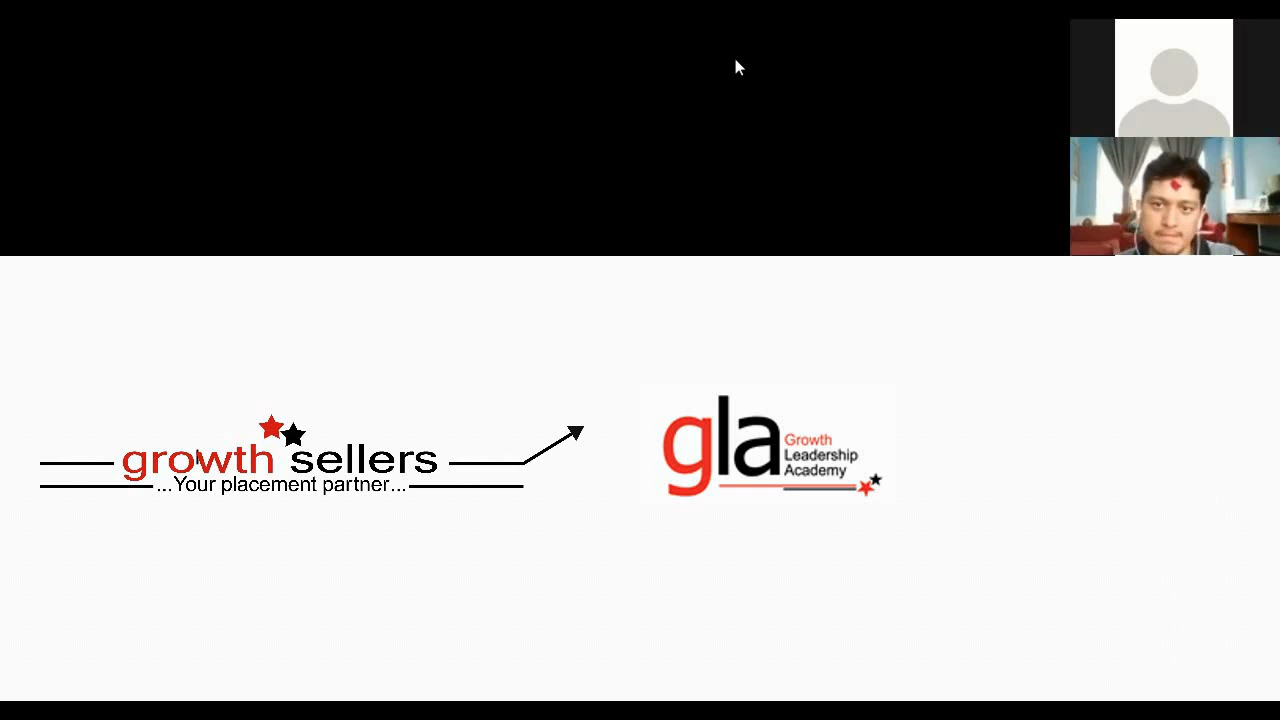 growth sellers
...Your placement partner...
gla
Growth
Leadership
Academy